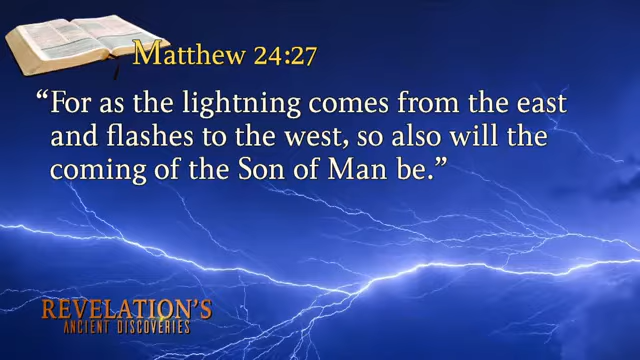 Matthew 24:27
“For as the lightning comes from the east
and flashes to the west, so also will the
coming of the Son of Man be.”
REVELATION'S
ANCIENT DISCOVERIES